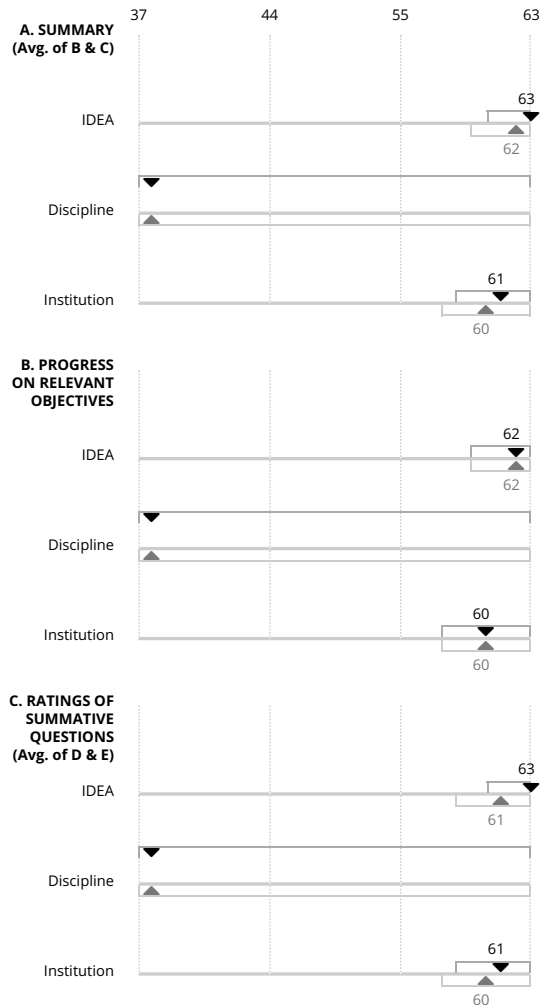 37 44 55 63
A. SUMMARY
(Avg. of B & C)
63
IDEA
62
Discipline
61
Institution
60
B. PROGRESS
ON RELEVANT
OBJECTIVES
62
IDEA
62
Discipline
60
Institution
60
C. RATINGS OF
SUMMATIVE
QUESTIONS
(Avg. of D & E)
63
IDEA
61
Discipline
61
Institution
60